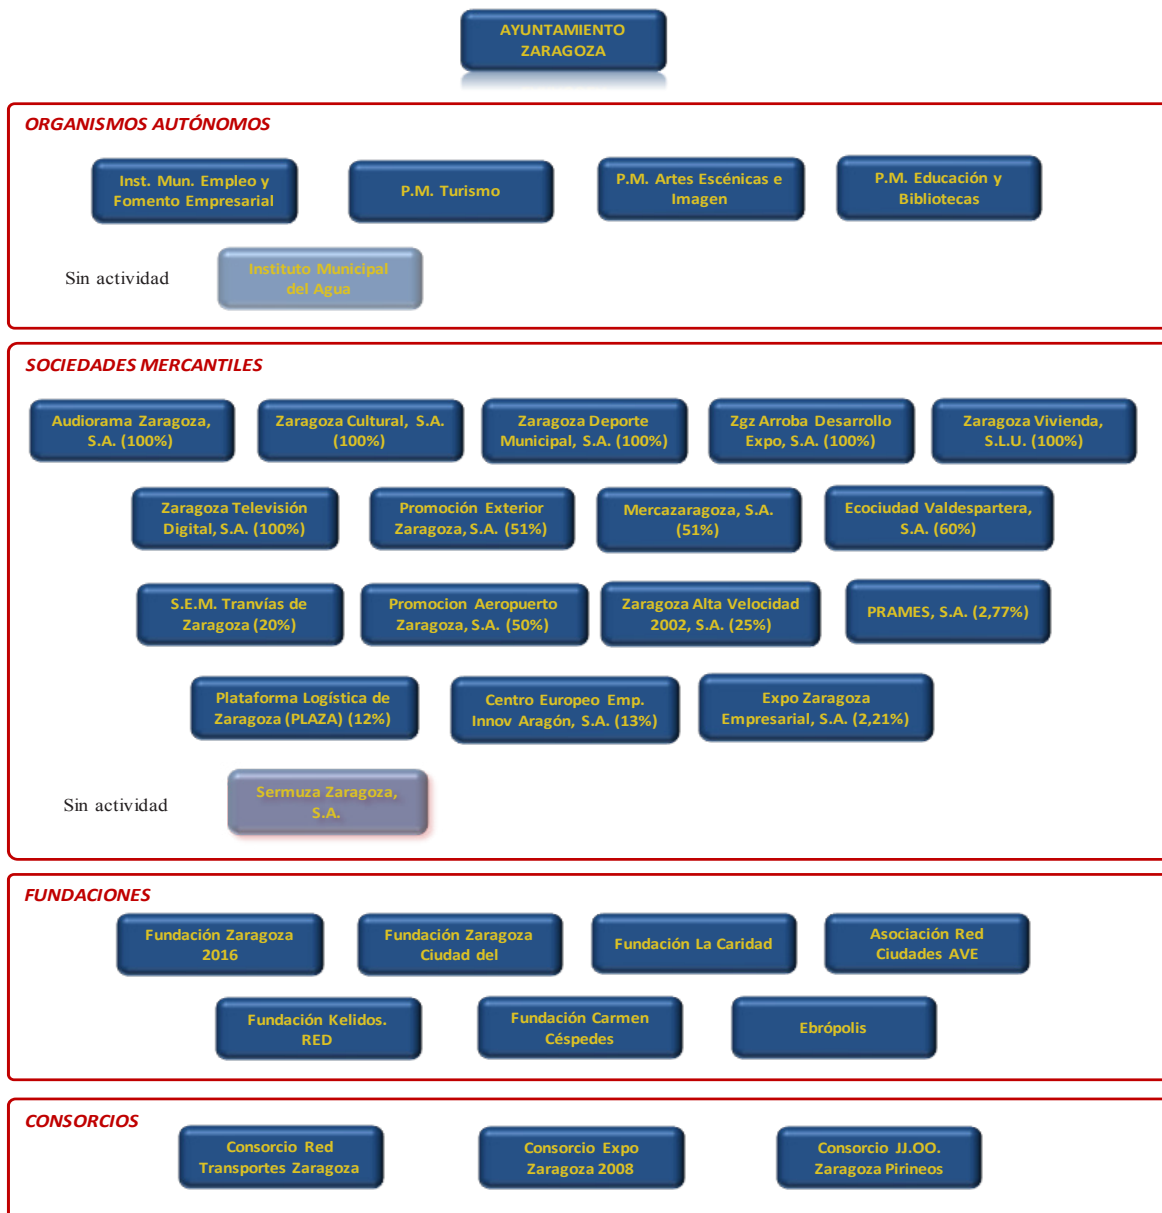 AYUNTAMIENTO
ZARAGOZA
ORGANISMOS AUTÓNOMOS
Inst. Mun. Empleo y
Fomento Empresarial
P.M. Turismo
P.M. Artes Escénicas e
Imagen
P.M. Educación y
Bibliotecas
Sin actividad
Instituto Municipal
del Agua
SOCIEDADES MERCANTILES
Audiorama Zaragoza,
S.A. (100%)
Zaragoza Cultural, S.A.
(100%)
Zaragoza Deporte
Municipal, S.A. (100%)
Zgz Arroba Desarrollo
Expo, S.A. (100%)
Zaragoza Vivienda,
S.L.U. (100%)
Zaragoza Televisión
Digital, S.A. (100%)
Promoción Exterior
Zaragoza, S.A. (51%)
Mercazaragoza, S.A.
(51%)
Ecociudad Valdespartera,
S.A. (60%)
S.E.M. Tranvías de
Zaragoza (20%)
Promocion Aeropuerto
Zaragoza, S.A. (50%)
Zaragoza Alta Velocidad
2002, S.A. (25%)
PRAMES, S.A. (2,77%)
Plataforma Logística de
Zaragoza (PLAZA) (12%)
Centro Europeo Emp.
Innov Aragón, S.A. (13%)
Expo Zaragoza
Empresarial, S.A. (2,21%)
Sin actividad
Sermuza Zaragoza,
S.A.
FUNDACIONES
Fundación Zaragoza
2016
Fundación Zaragoza
Ciudad del
Fundación La Caridad
Asociación Red
Ciudades AVE
Fundación Kelidos.
RED
Fundación Carmen
Céspedes
Ebrópolis
CONSORCIOS
Consorcio Red
Transportes Zaragoza
Consorcio Expo
Zaragoza 2008
Consorcio JJ.OO.
Zaragoza Pirineos